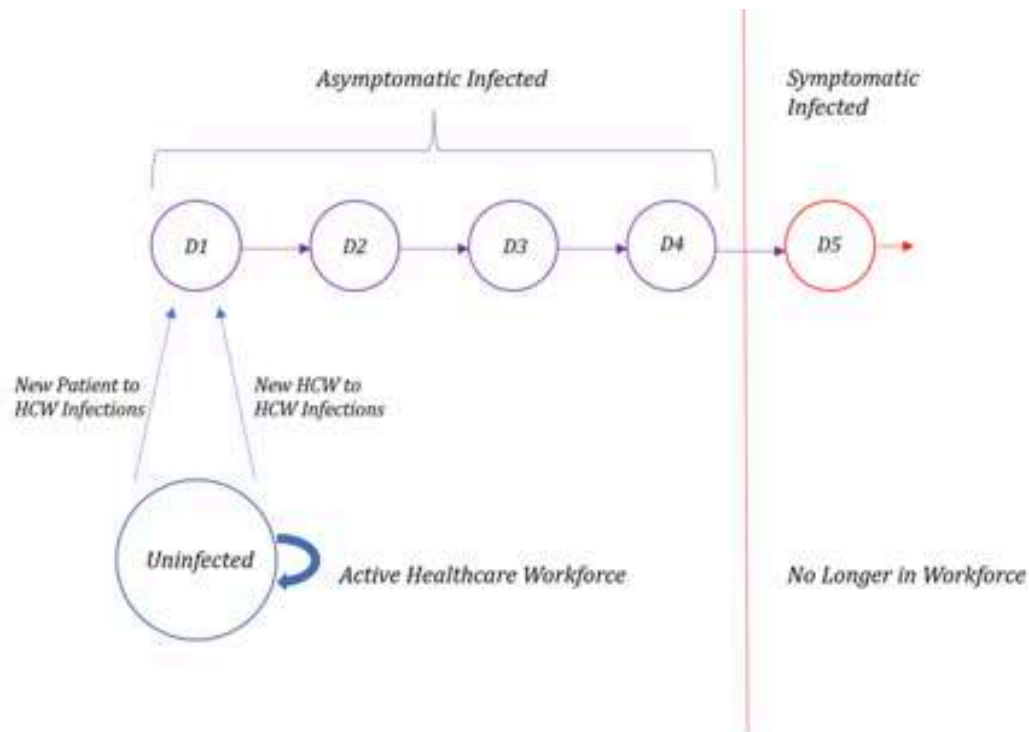 Asymptomatic Infected
Symptomatic
Infected
D1
D2
D3
D4
D5
New Patient to
HCW Infections
New HCW to
HCW Infections
Uninfected
Active Healthcare Workforce
No Longer in Workforce